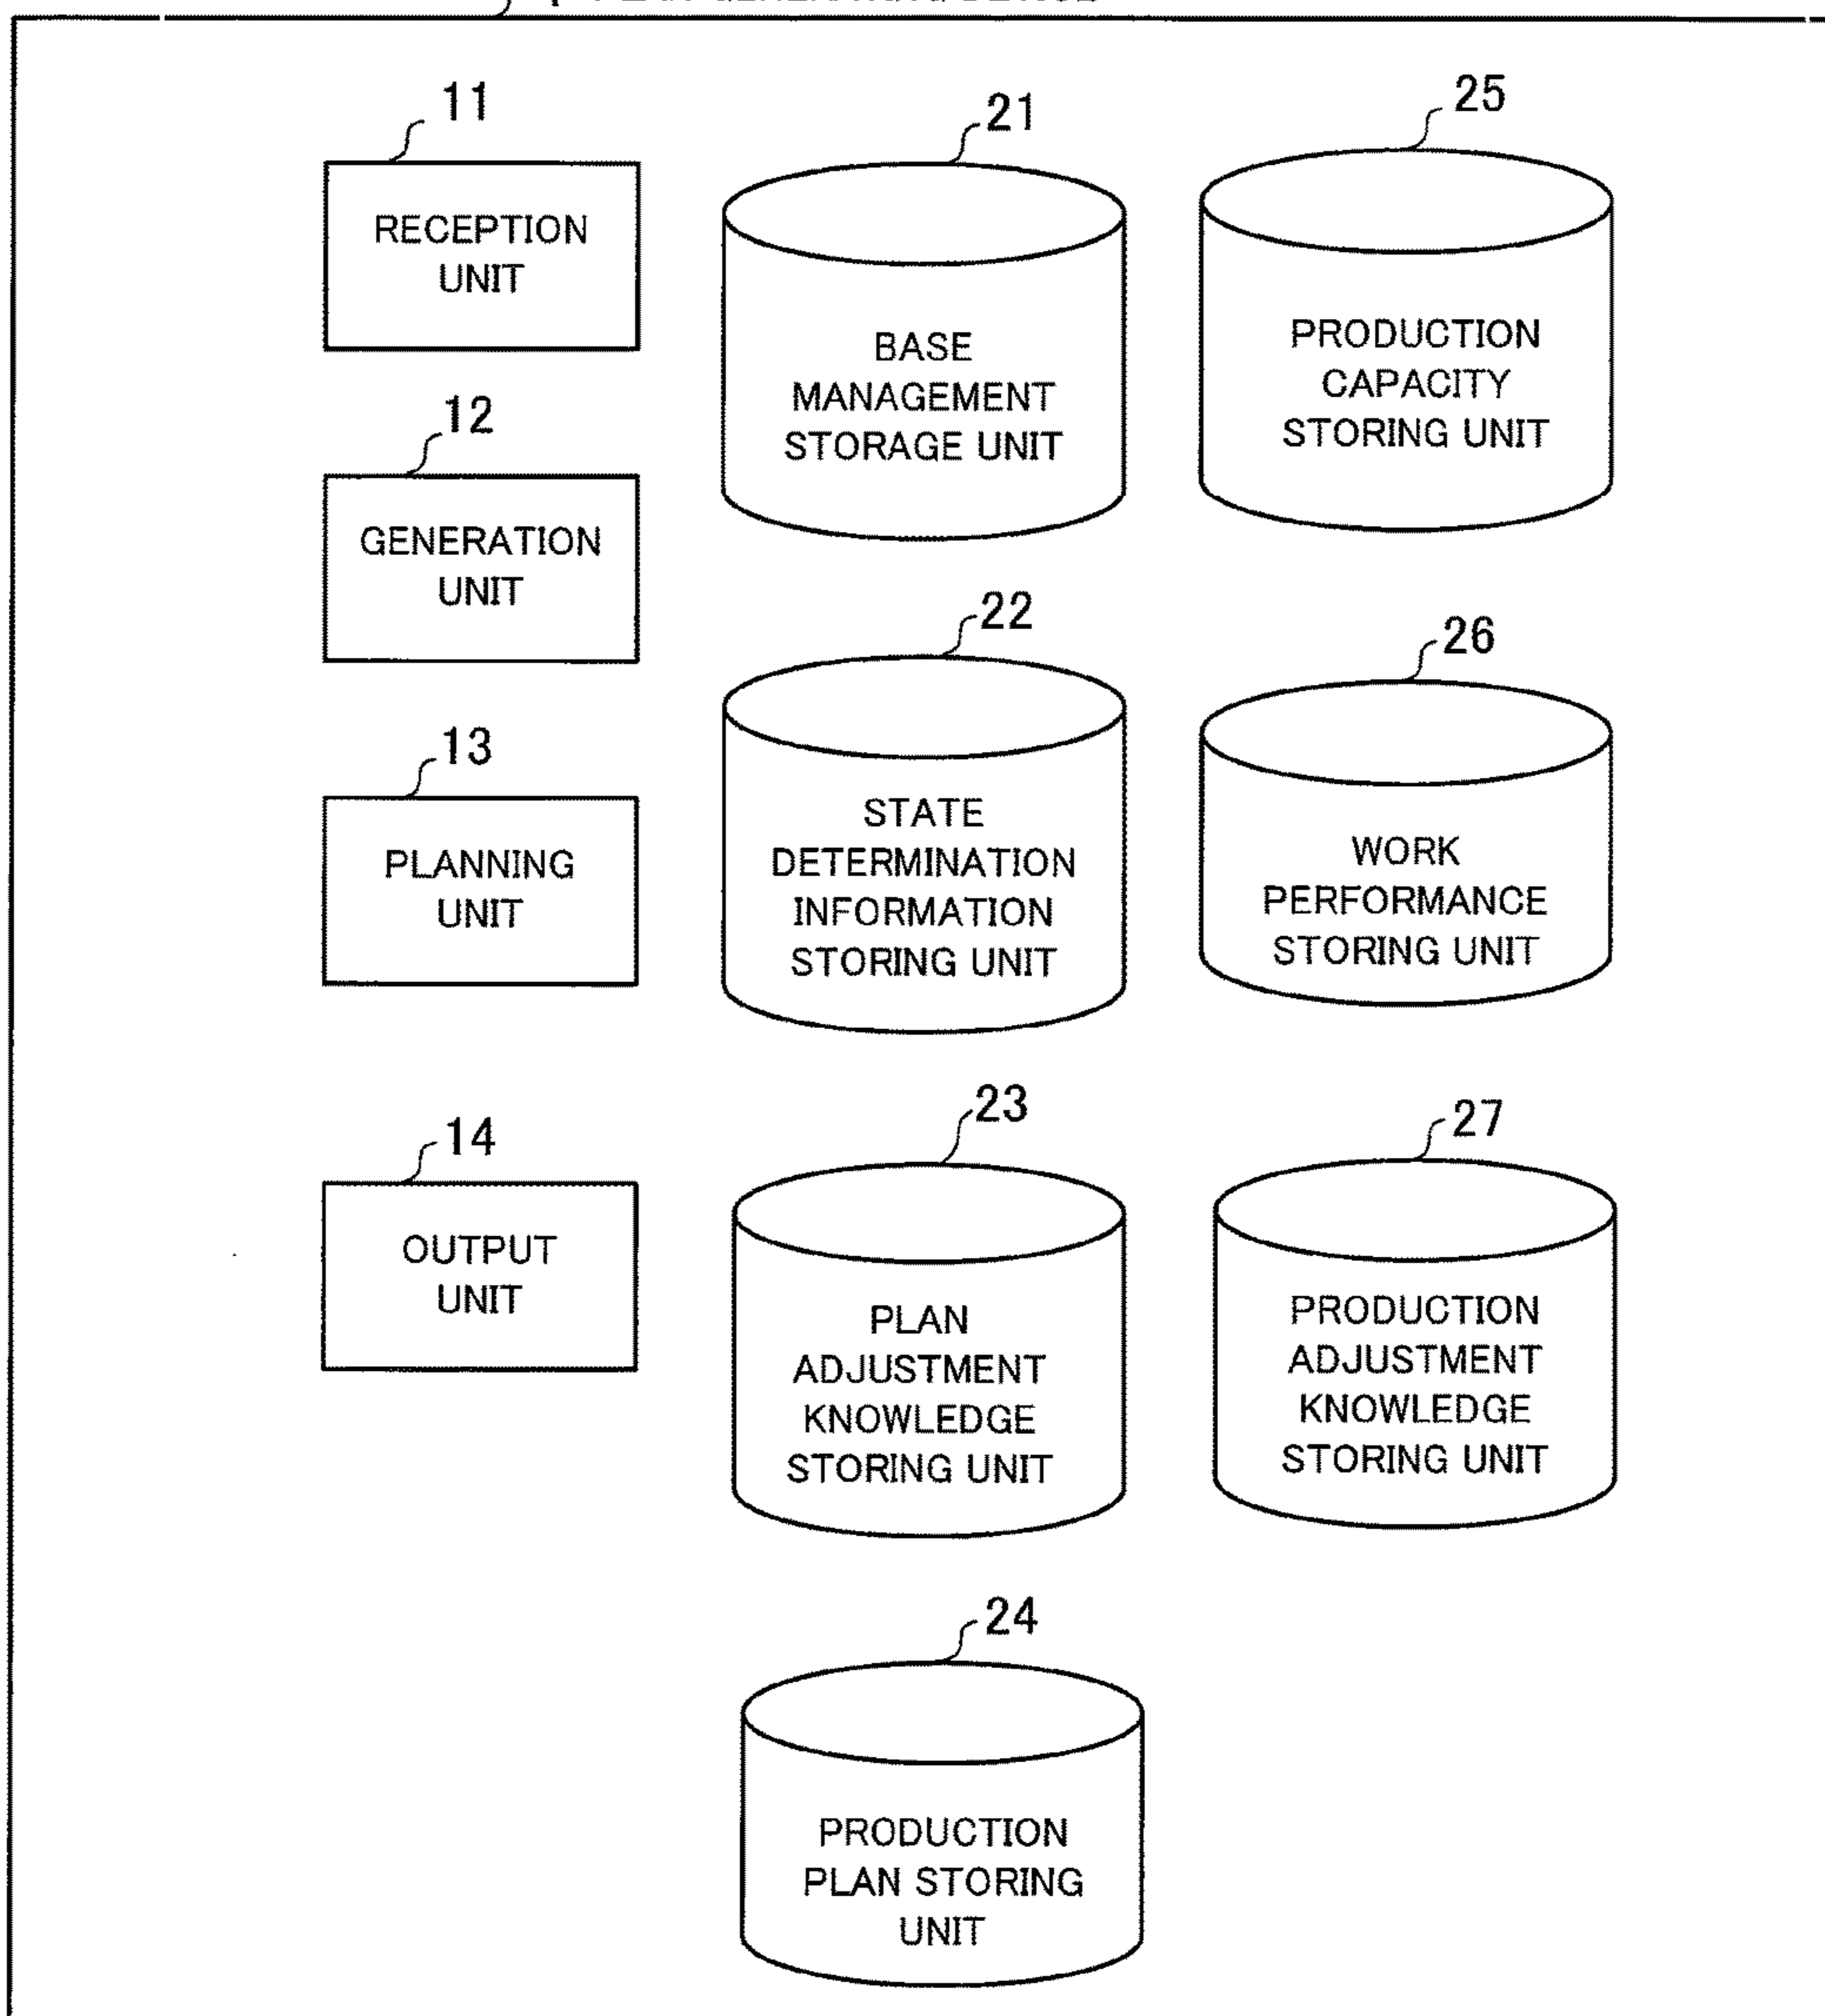 11
RECEPTION
UNIT
12
GENERATION
UNIT
13
PLANNING
UNIT
14
OUTPUT
UNIT
21
BASE
MANAGEMENT
STORAGE UNIT
22
STATE
DETERMINATION
INFORMATION
STORING UNIT
23
PLAN
ADJUSTMENT
KNOWLEDGE
STORING UNIT
24
PRODUCTION
PLAN STORING
UNIT
25
PRODUCTION
CAPACITY
STORING UNIT
26
WORK
PERFORMANCE
STORING UNIT
27
PRODUCTION
ADJUSTMENT
KNOWLEDGE
STORING UNIT